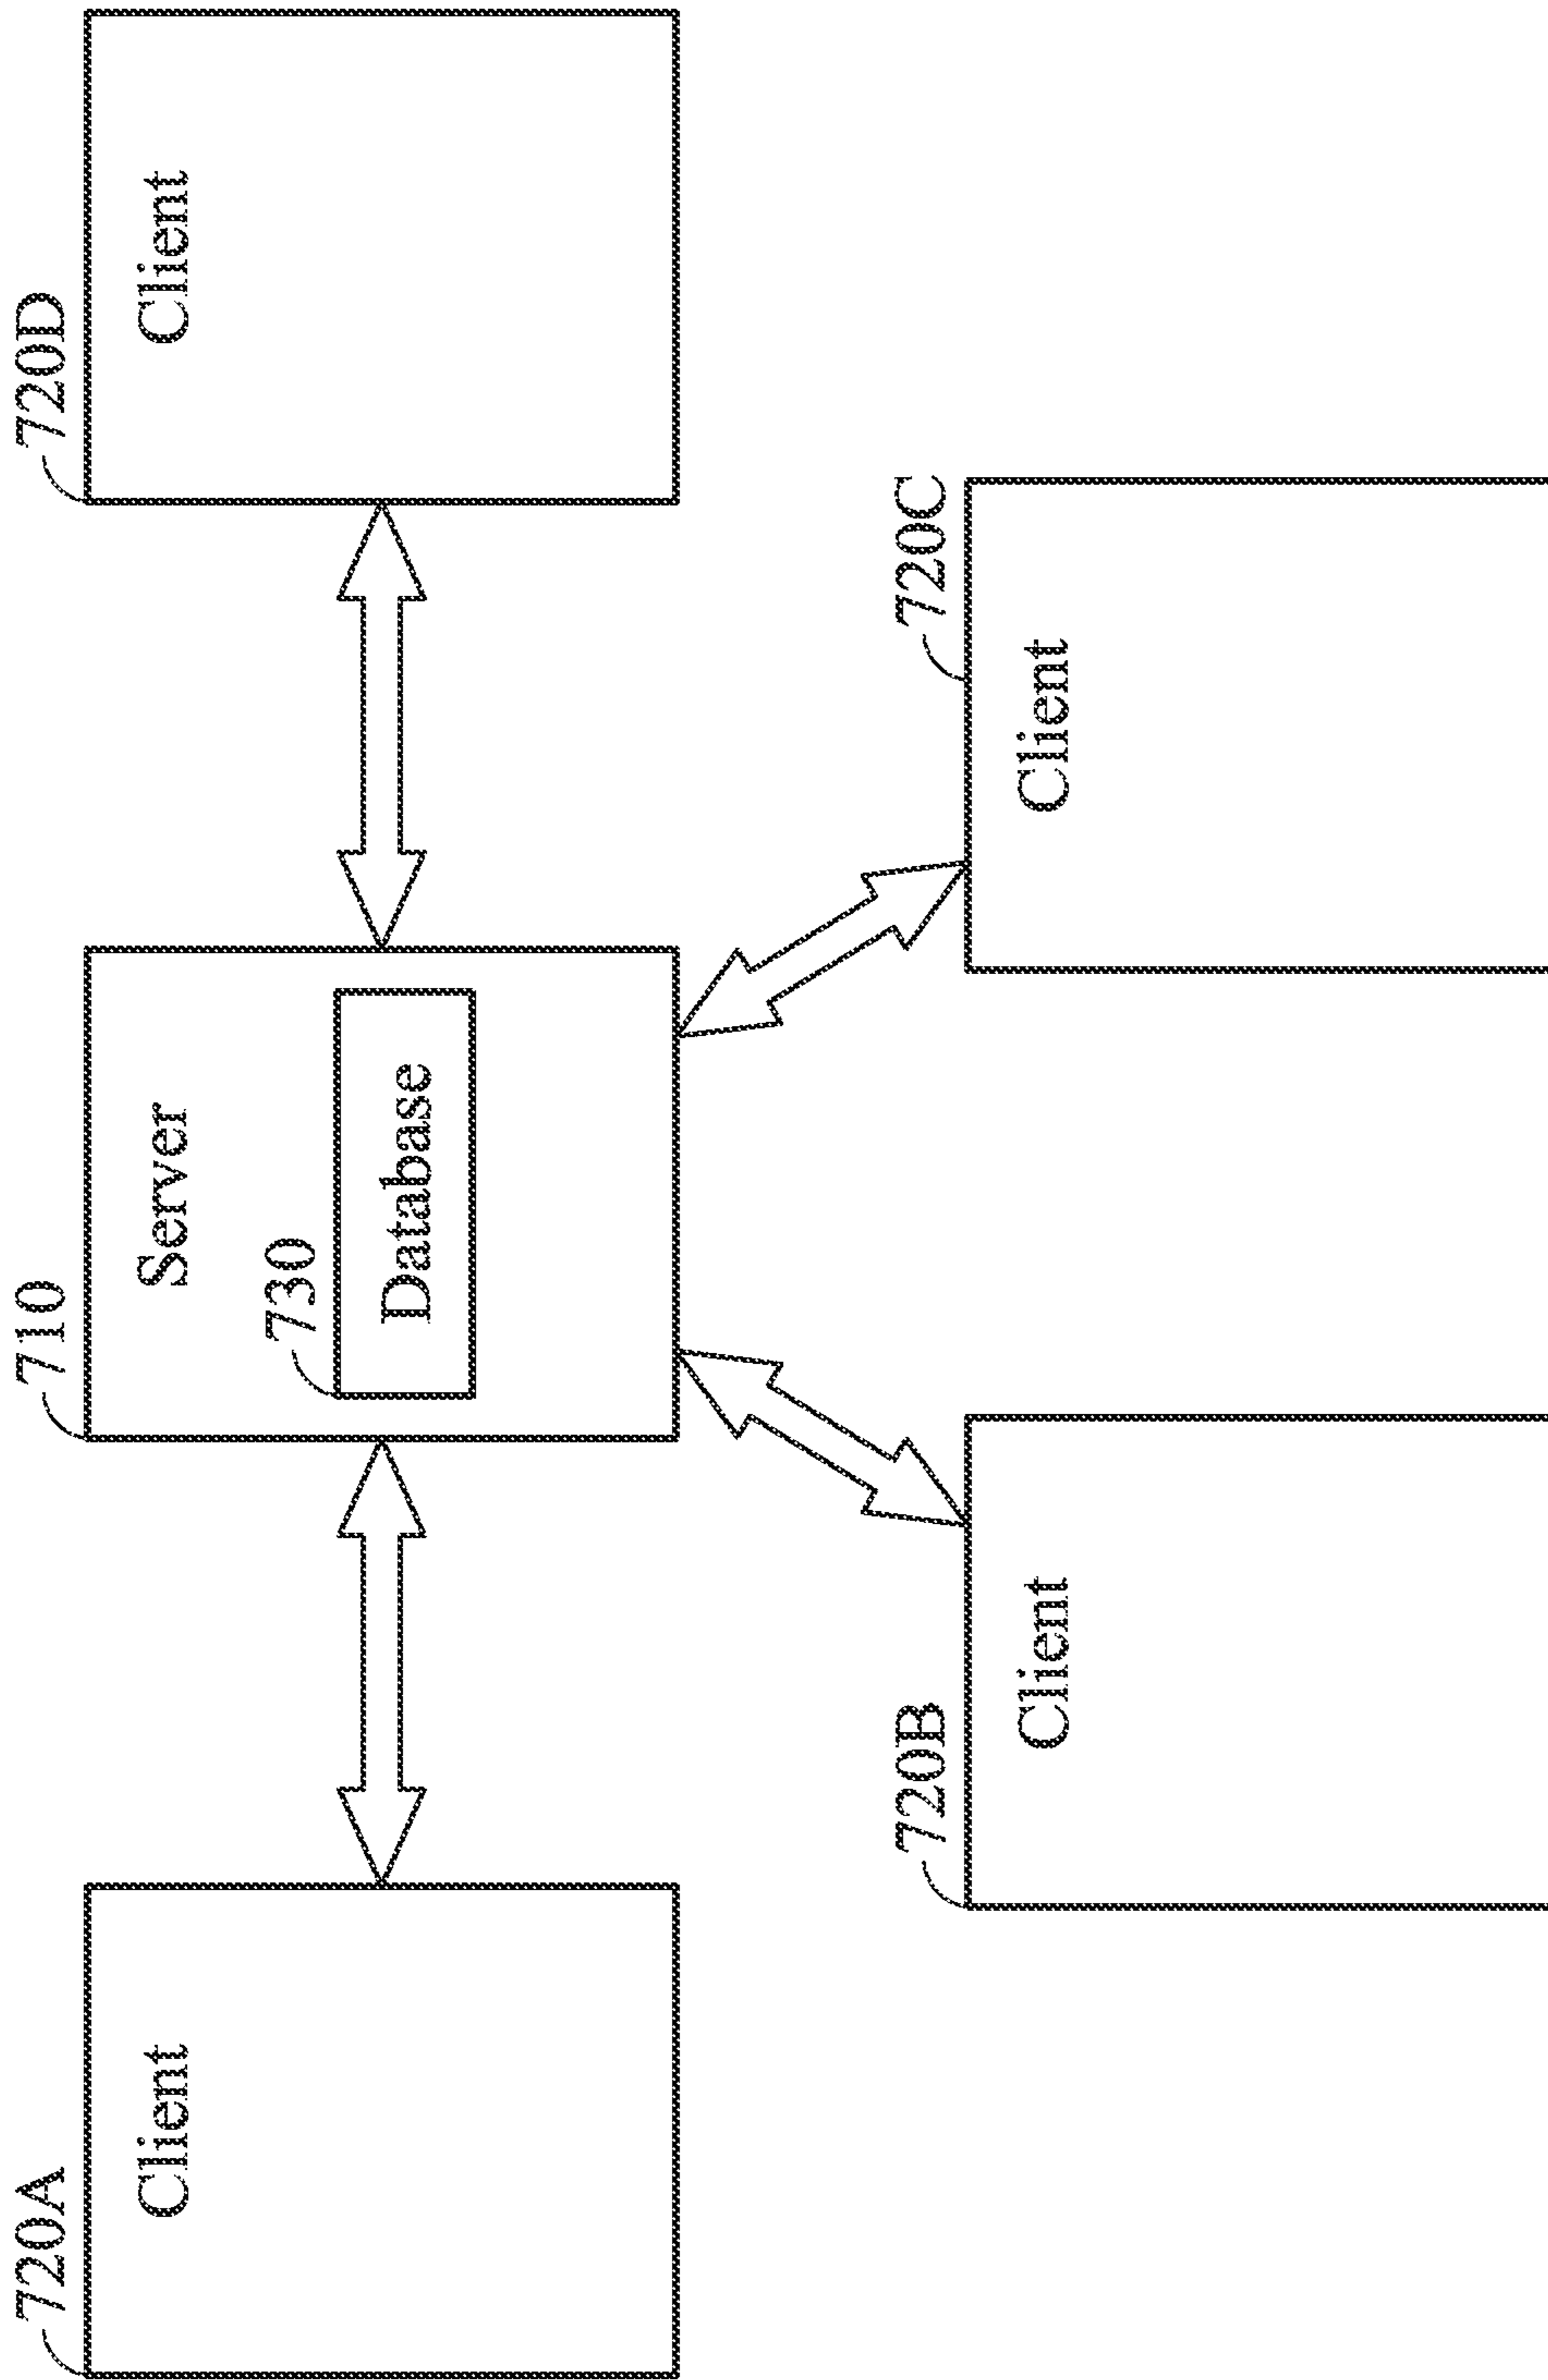 720A
Client
710
Server
730
Database
720D
Client
720B
Client
720C
Client